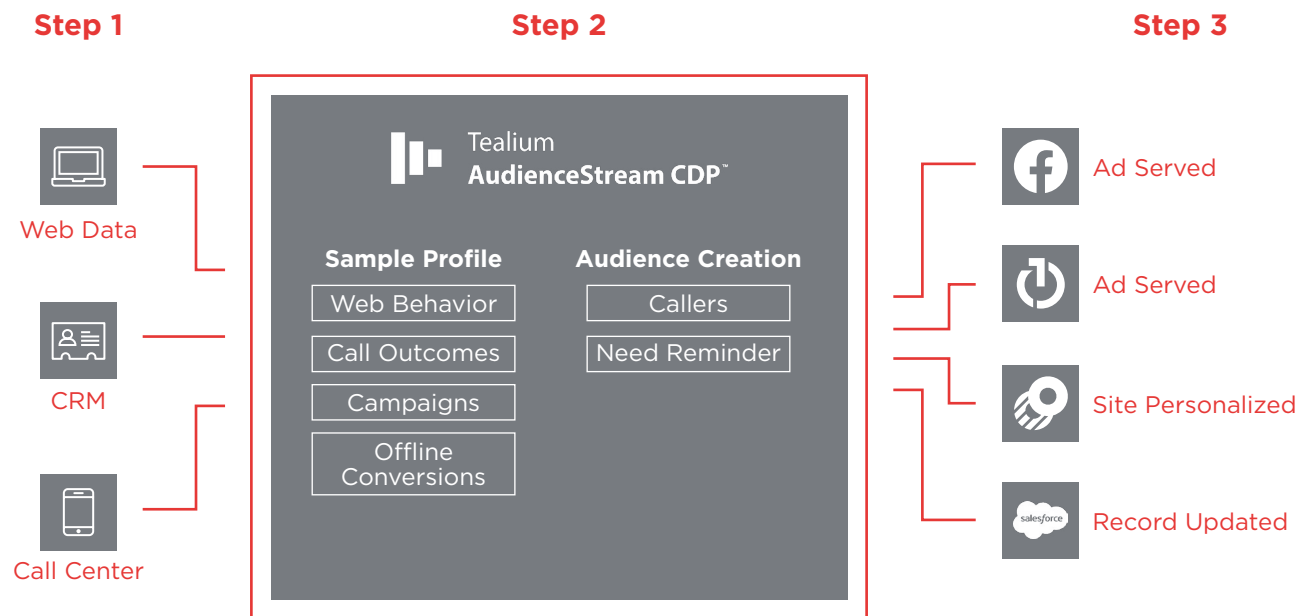 Step 1
Step 2
Step 3
Web Data
CRM
Call Center
Tealium
AudienceStream CDP™
Sample Profile
Web Behavior
Call Outcomes
Campaigns
Offline
Conversions
Audience Creation
Callers
Need Reminder
Ad Served
Ad Served
Site Personalized
salesforce
Record Updated